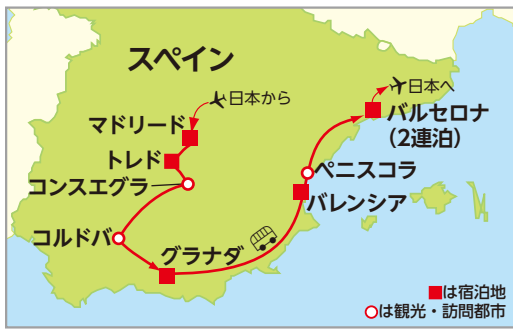 スペイン
日本から
日本へ
マドリード
バルセロナ
(2連泊)
トレド
ペニスコラ
コンスエグラ
バレンシア
コルドバ
グラナダ
■は宿泊地
○は観光・訪問都市